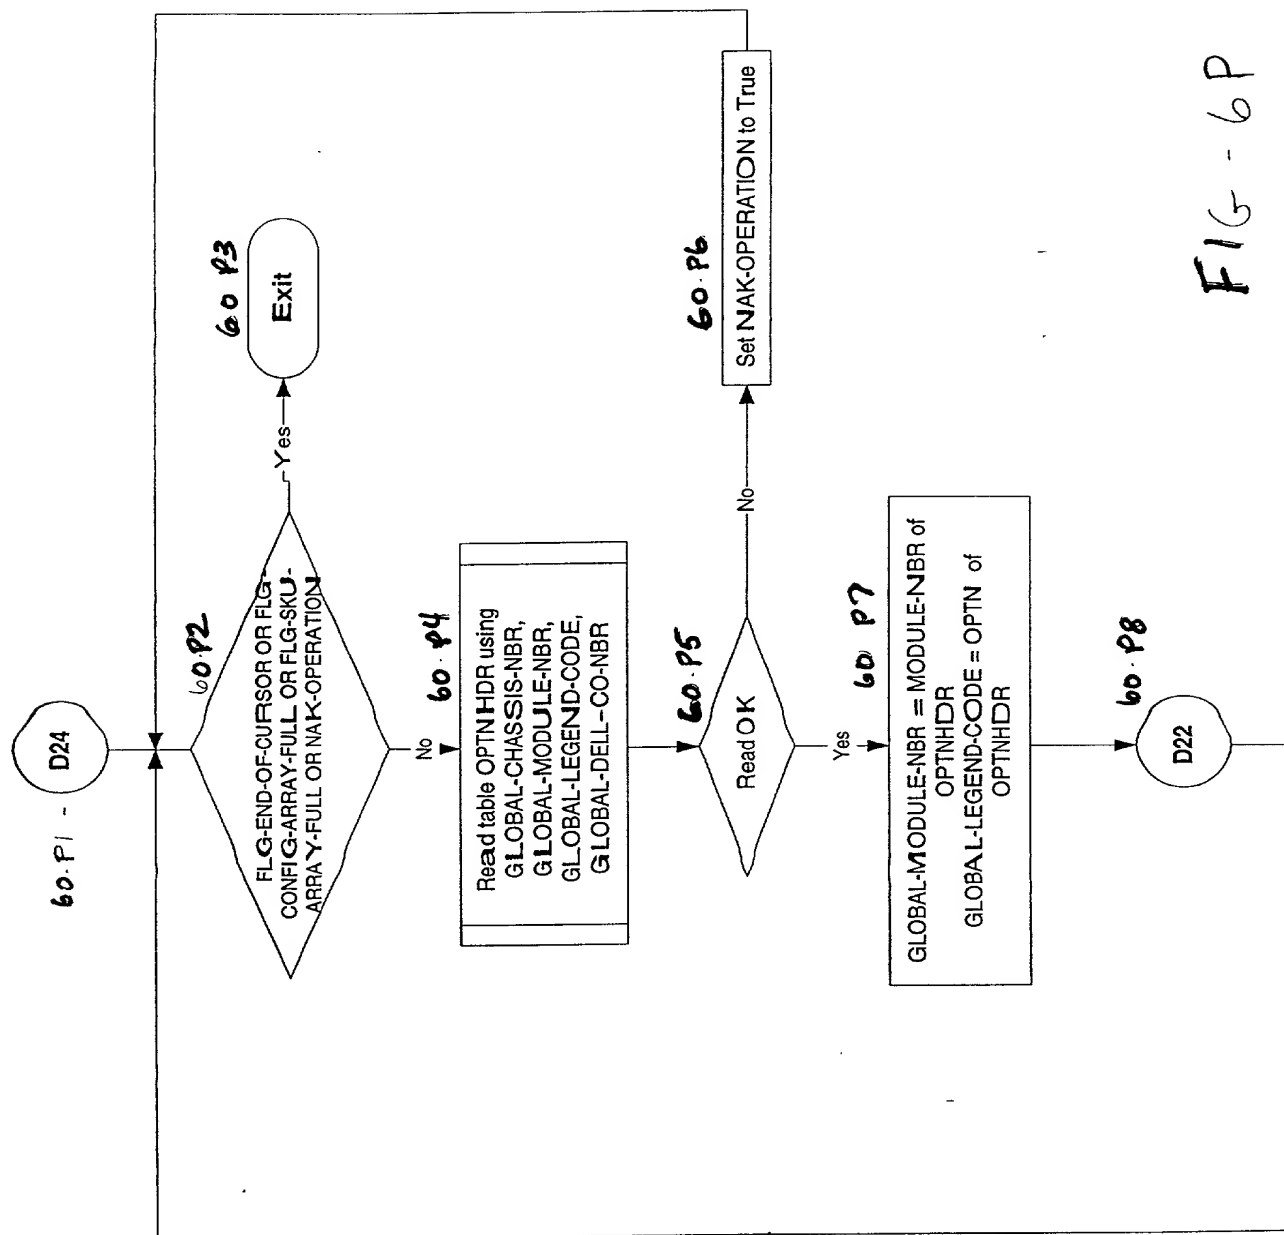 60.P1 -
D24
60.P2
FLG-END-OF-CURSOR OR FLG-
CONFIG-ARRAY-FULL OR FLG-SKU-
ARRAY-FULL OR NAK-OPERATION
Yes
60 P3
Exit
No
60.P4
Read table OPTNHDR using
GLOBAL-CHASSIS-NBR,
GLOBAL-MODULE-NBR,
GLOBAL-LEGEND-CODE,
GLOBAL-DELL-CO-NBR
60.P5
Read OK
No
60.P6
Set NAK-OPERATION to True
Yes
60 P7
GLOBAL-MODULE-NBR = MODULE-NBR of
OPTNHDR
GLOBAL-LEGEND-CODE = OPTN of
OPTNHDR
60.P8
D22
FIG - 6P